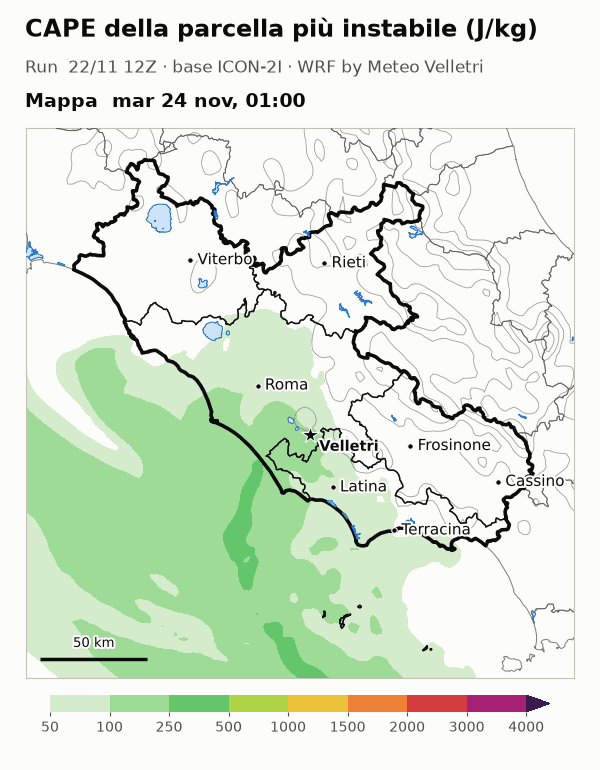 CAPE della parcella più instabile (J/kg)
Run  22/11 12Z · base ICON-2I · WRF by Meteo Velletri
Mappa  mar 24 nov, 01:00
Viterbo
Rieti
Roma
Velletri
Frosinone
Latina
Cassino
Terracina
50 km
50 100 250 500 1000 1500 2000 3000 4000